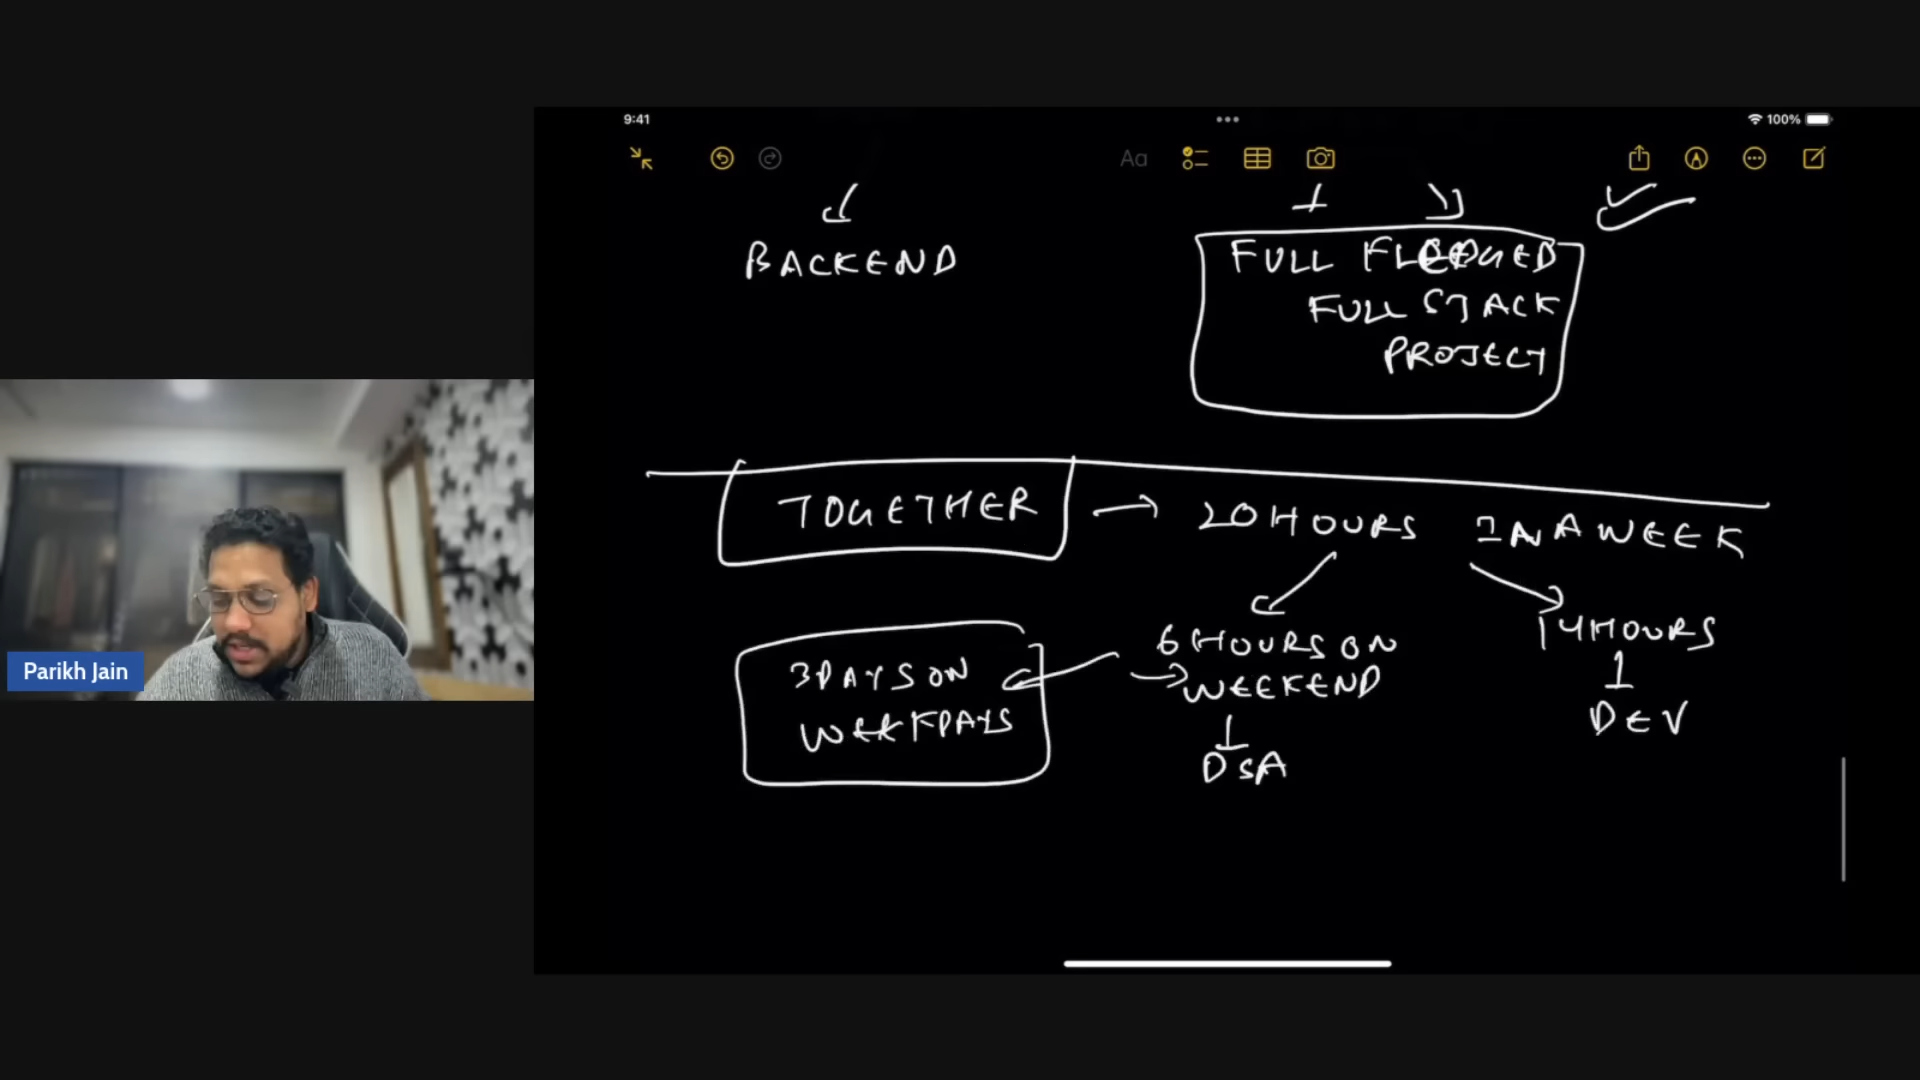 9:41
100%
Aa
BACKEND
FULL FLEDGED
FULL STACK
PROJECT
TOGETHER → 20 HOURS IN A WEEK
6 HOURS ON
WEEKEND
DSA
14 HOURS
DEV
3 DAYS ON
WEEKDAYS
Parikh Jain